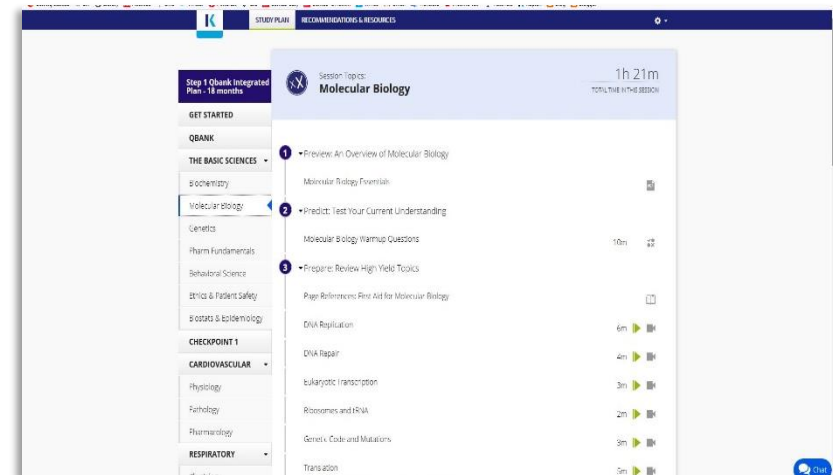 K
STUDY PLAN RECOMMENDATIONS & RESOURCES
Step 1 Qbank Integrated
Plan - 18 months
GET STARTED
QBANK
THE BASIC SCIENCES
Biochemistry
Molecular Biology
Genetics
Pharm Fundamentals
Behavioral Science
Ethics & Patient Safety
Biostats & Epidemiology
CHECKPOINT 1
CARDIOVASCULAR
Physiology
Pathology
Pharmacology
RESPIRATORY
Session Topics:
Molecular Biology
1h 21m
TOTAL TIME IN THIS SESSION
1 Preview: An Overview of Molecular Biology
Molecular Biology Essentials
2 Predict: Test Your Current Understanding
Molecular Biology Warmup Questions 10m
3 Prepare: Review High Yield Topics
Page References: First Aid for Molecular Biology
DNA Replication 6m
DNA Repair 4m
Eukaryotic Transcription 3m
Ribosomes and tRNA 2m
Genetic Code and Mutations 3m
Translation 5m
Chat